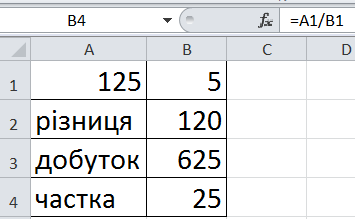 B4 fx =A1/B1
A B C D
1 125 5
2 різниця 120
3 добуток 625
4 частка 25